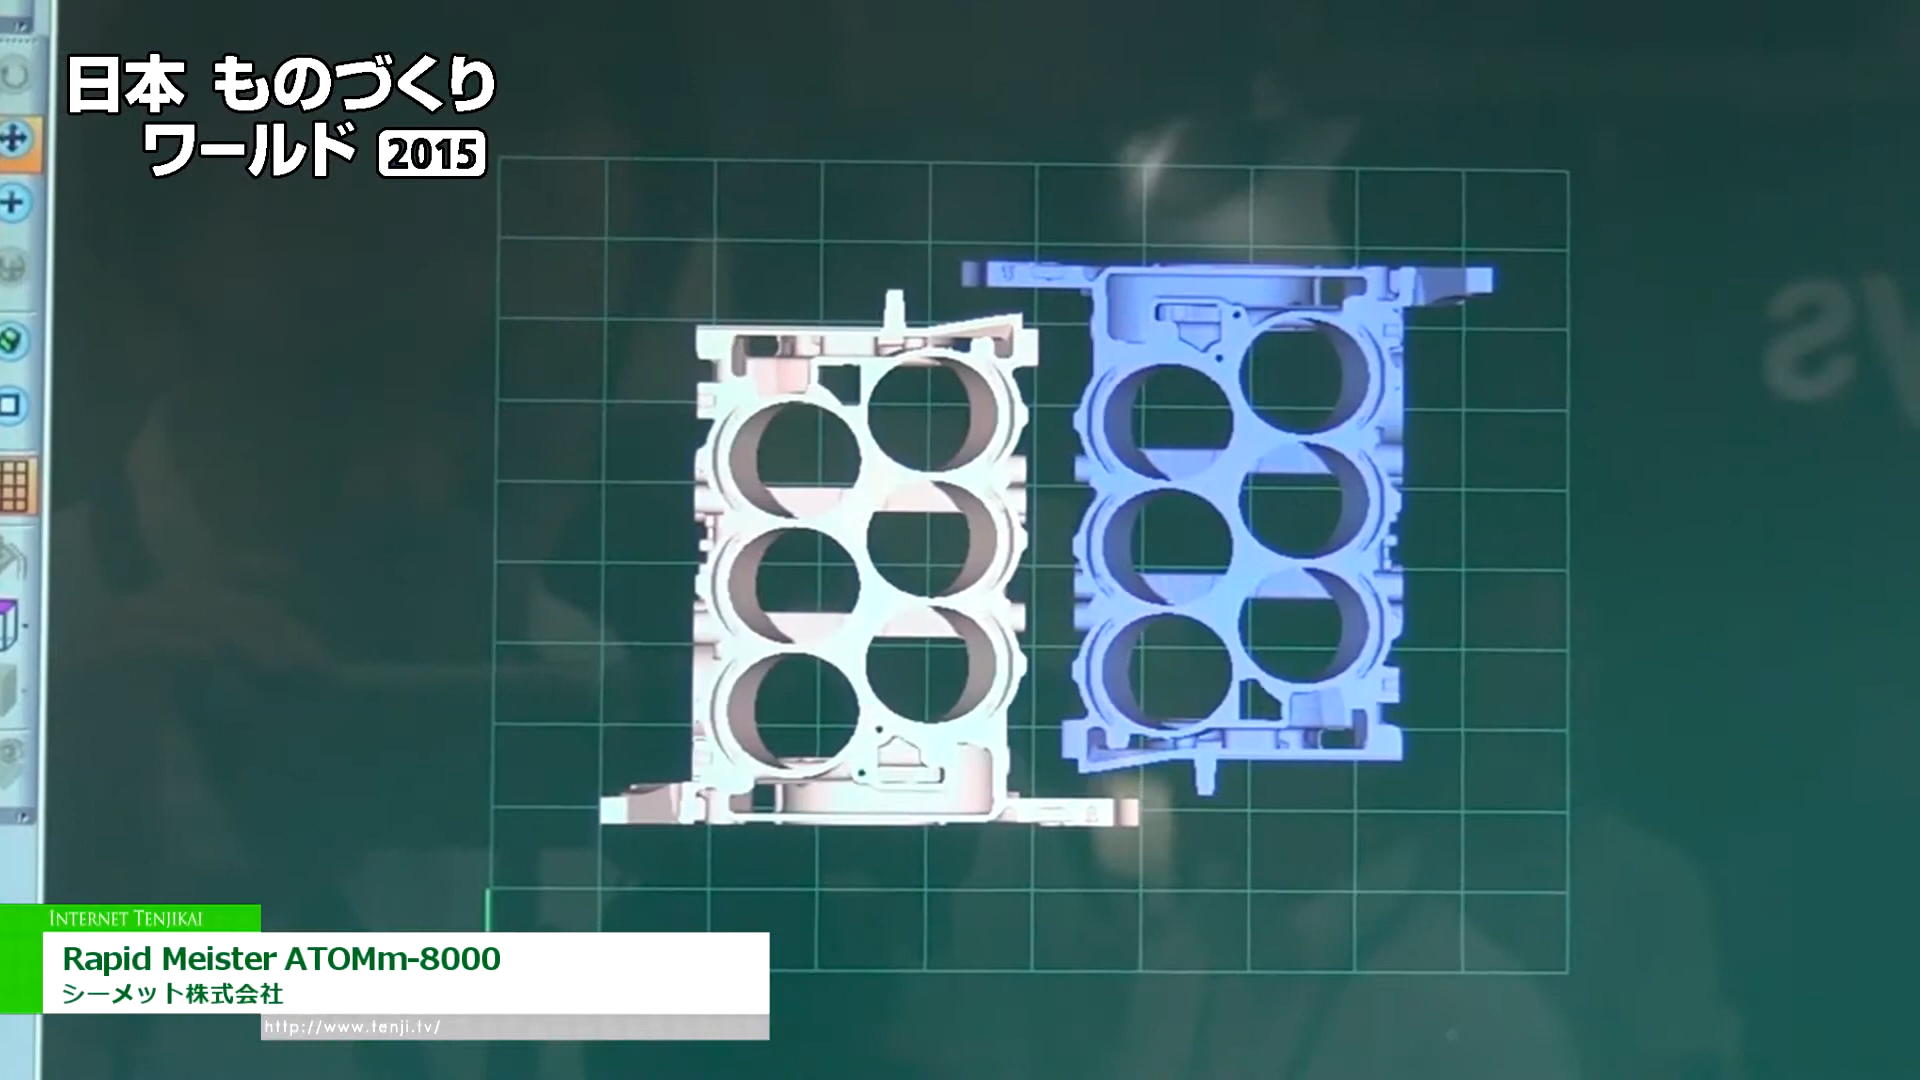 日本 ものづくり
ワールド 2015
INTERNET TENJIKAI
Rapid Meister ATOMm-8000
シーメット株式会社
http://www.tenji.tv/